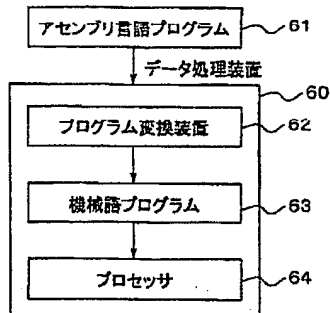 アセンブリ言語プログラム 61
データ処理装置
60
プログラム変換装置 62
機械語プログラム 63
プロセッサ 64